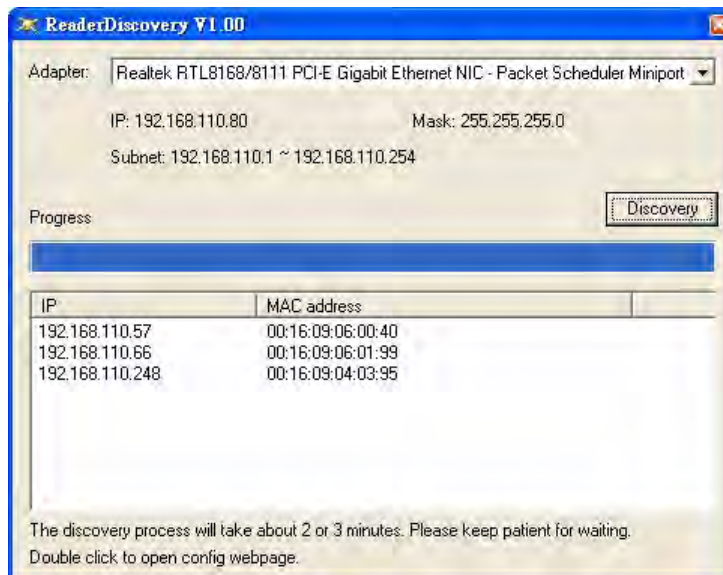 ReaderDiscovery V1.00
Adapter: Realtek RTL8168/8111 PCI-E Gigabit Ethernet NIC - Packet Scheduler Miniport
IP: 192.168.110.80 Mask: 255.255.255.0
Subnet: 192.168.110.1 ~ 192.168.110.254
Discovery
Progress
IP MAC address
192.168.110.57 00:16:09:06:00:40
192.168.110.66 00:16:09:06:01:99
192.168.110.248 00:16:09:04:03:95
The discovery process will take about 2 or 3 minutes. Please keep patient for waiting.
Double click to open config webpage.